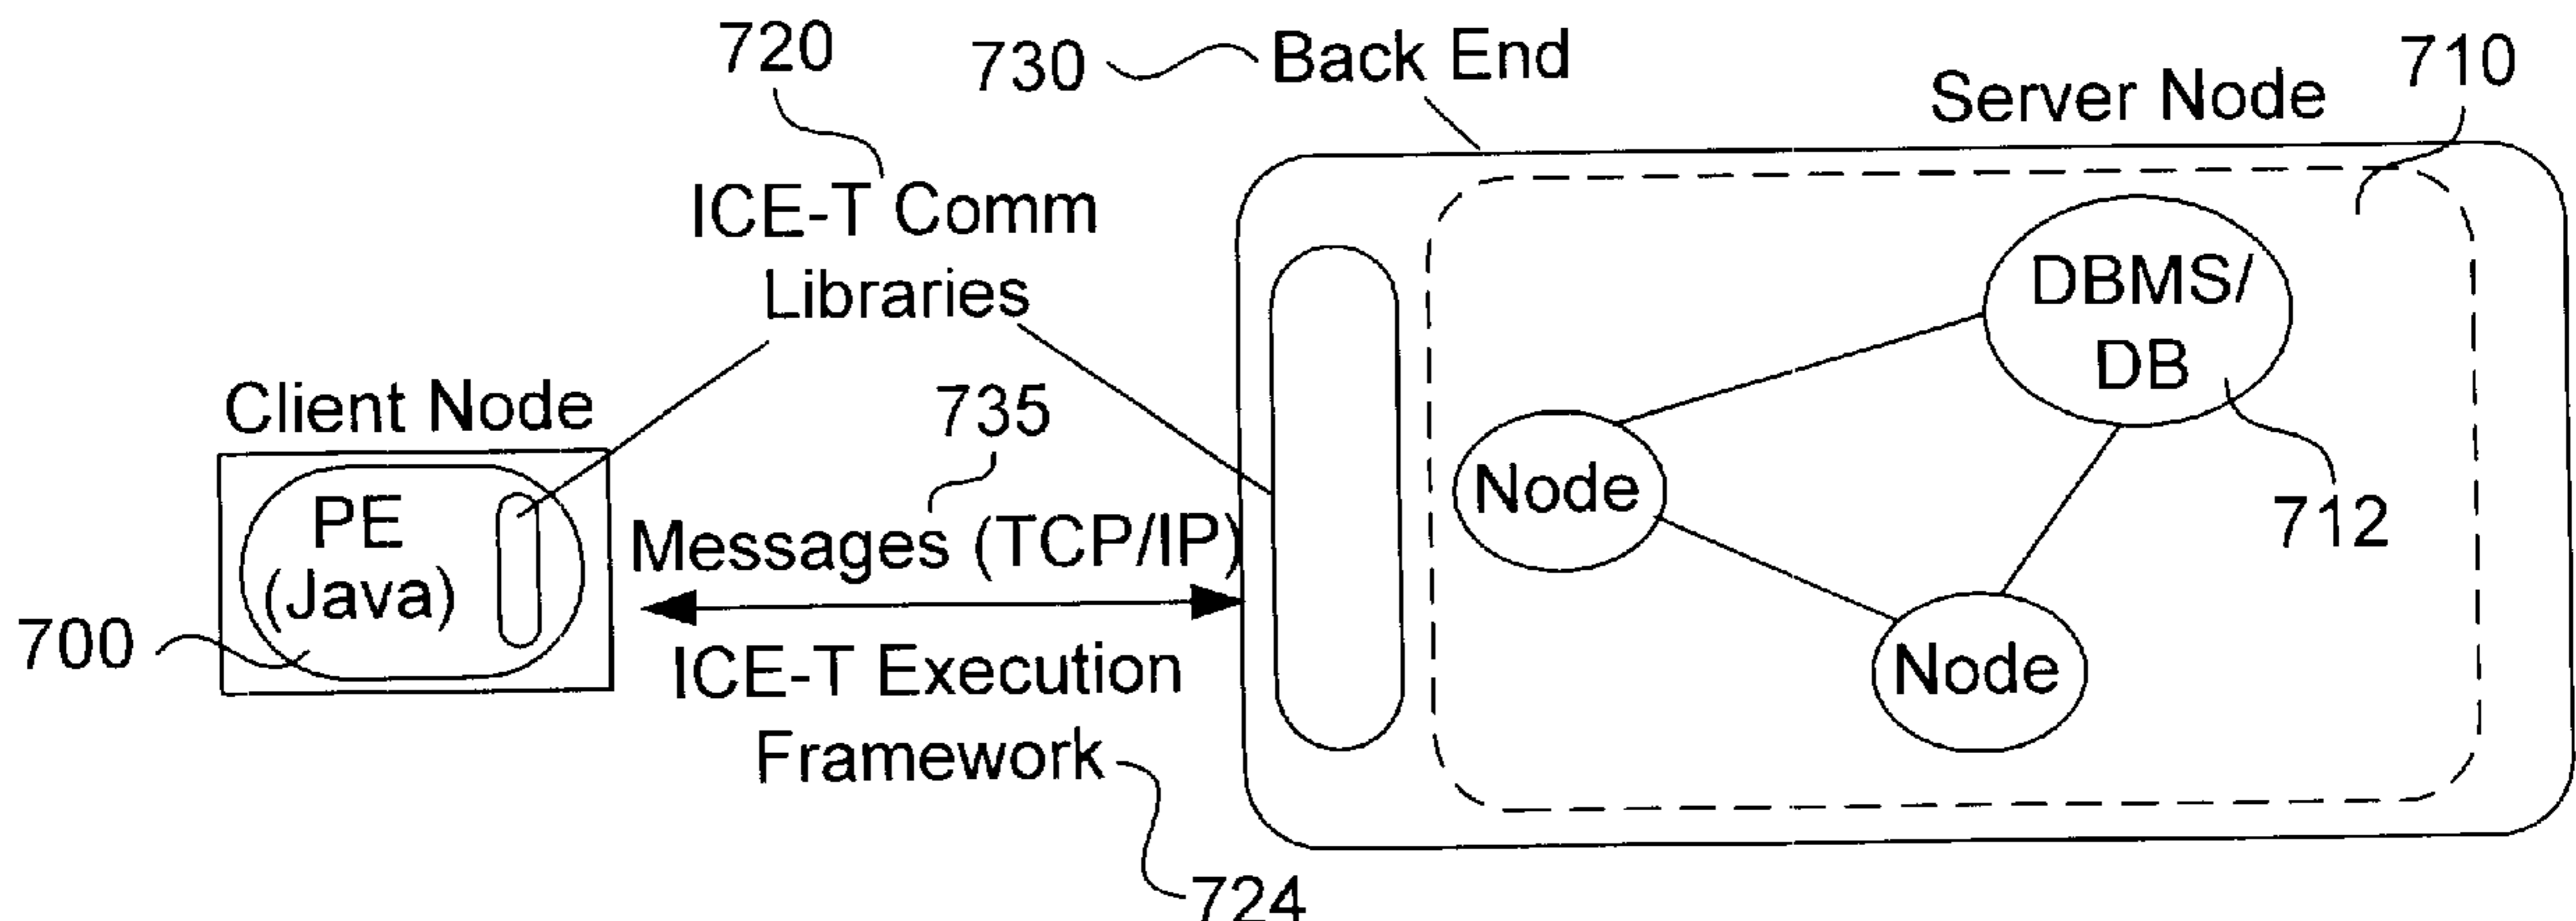 720
730
Back End
710
Server Node
ICE-T Comm
Libraries
DBMS/
DB
Client Node
735
Node
712
PE
(Java)
Messages (TCP/IP)
700
ICE-T Execution
Framework
Node
724